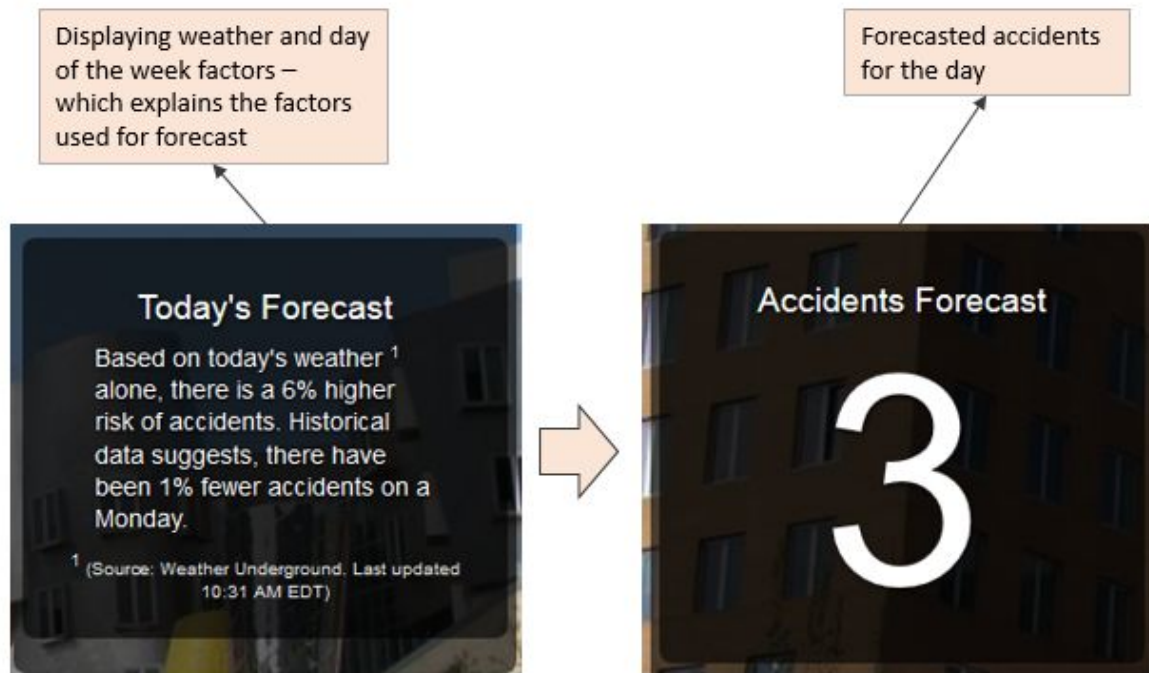 Displaying weather and day
of the week factors –
which explains the factors
used for forecast
Forecasted accidents
for the day
Today's Forecast
Based on today's weather ¹
alone, there is a 6% higher
risk of accidents. Historical
data suggests, there have
been 1% fewer accidents on a
Monday.
¹ (Source: Weather Underground. Last updated
10:31 AM EDT)
Accidents Forecast
3